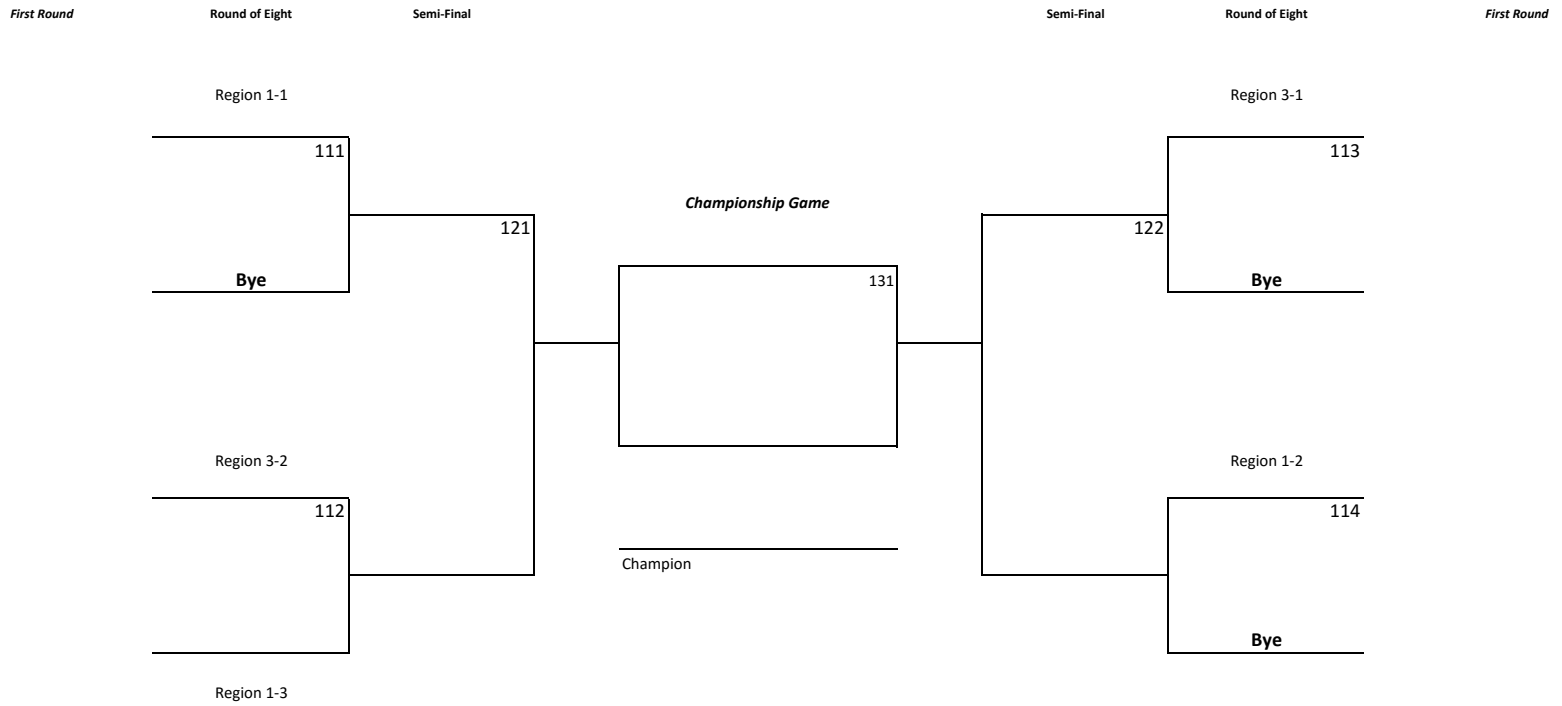 First Round Round of Eight Semi-Final Semi-Final Round of Eight First Round
Region 1-1 Region 3-1
111 113
Championship Game
121 122
Bye 131 Bye
Region 3-2 Region 1-2
112 114
Champion
Bye
Region 1-3